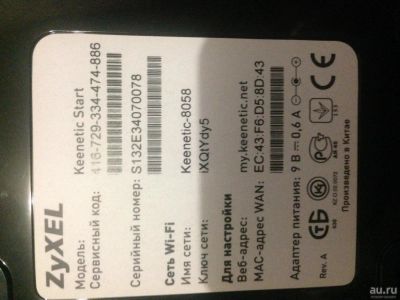 ZyXEL
Модель: Keenetic Start
Сервисный код: 416-729-334-474-886
Серийный номер: S132E34070078
Сеть Wi-Fi
Имя сети: Keenetic-8058
Ключ сети: iXQtYdy5
Для настройки
Веб-адрес: my.keenetic.net
MAC-адрес WAN: EC:43:F6:D5:8D:43
Адаптер питания: 9 В 0,6 А
Rev. A
Сделано в Китае
au.ru